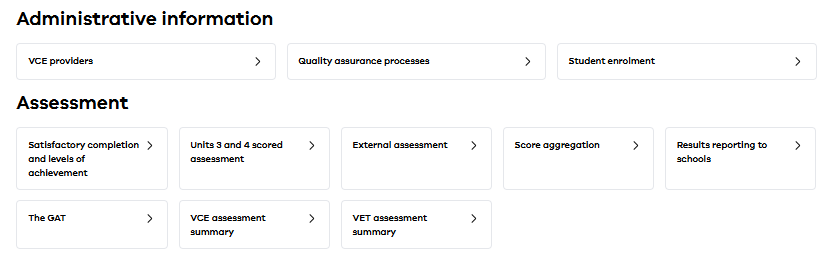 Administrative information
VCE providers
Quality assurance processes
Student enrolment
Assessment
Satisfactory completion
and levels of
achievement
Units 3 and 4 scored
assessment
External assessment
Score aggregation
Results reporting to
schools
The GAT
VCE assessment
summary
VET assessment
summary